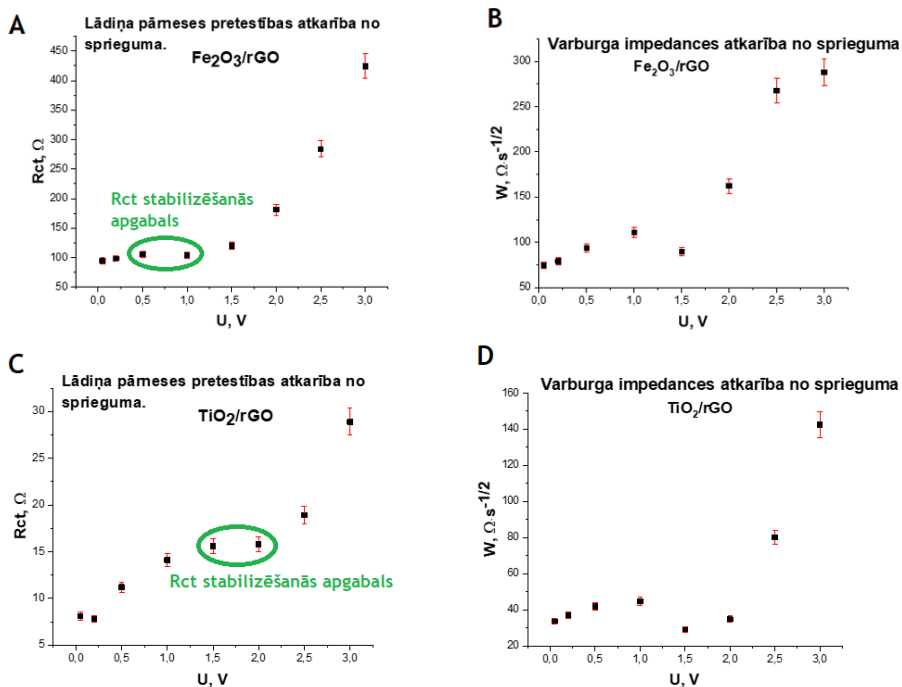 A
Lādiņa pārneses pretestības atkarība no
sprieguma.
Fe2O3/rGO
450
400
350
300
250
200
150
100
50
Rct, Ω
Rct stabilizēšanās
apgabals
0,0 0,5 1,0 1,5 2,0 2,5 3,0
U, V
B
Varburga impedances atkarība no sprieguma
Fe2O3/rGO
300
250
200
150
100
50
W, Ω·s-1/2
0,0 0,5 1,0 1,5 2,0 2,5 3,0
U, V
C
Lādiņa pārneses pretestības atkarība no
sprieguma.
TiO2/rGO
30
25
20
15
10
5
Rct, Ω
Rct stabilizēšanās apgabals
0,0 0,5 1,0 1,5 2,0 2,5 3,0
U, V
D
Varburga impedances atkarība no sprieguma
TiO2/rGO
160
140
120
100
80
60
40
20
W, Ω·s-1/2
0,0 0,5 1,0 1,5 2,0 2,5 3,0
U, V